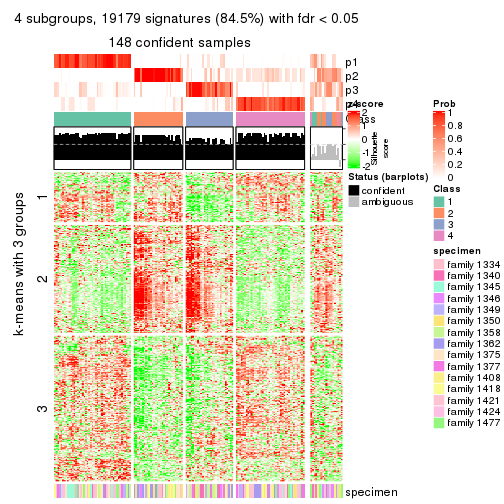 4 subgroups, 19179 signatures (84.5%) with fdr < 0.05
148 confident samples
p1
p2
p3
p4
Class
z-score
2
1
0
-1
-2
Silhouette
score
Status (barplots)
confident
ambiguous
k-means with 3 groups
1
2
3
specimen
Prob
1
0.8
0.6
0.4
0.2
0
Class
1
2
3
4
specimen
family 1334
family 1340
family 1345
family 1346
family 1349
family 1350
family 1358
family 1362
family 1375
family 1377
family 1408
family 1418
family 1421
family 1424
family 1477